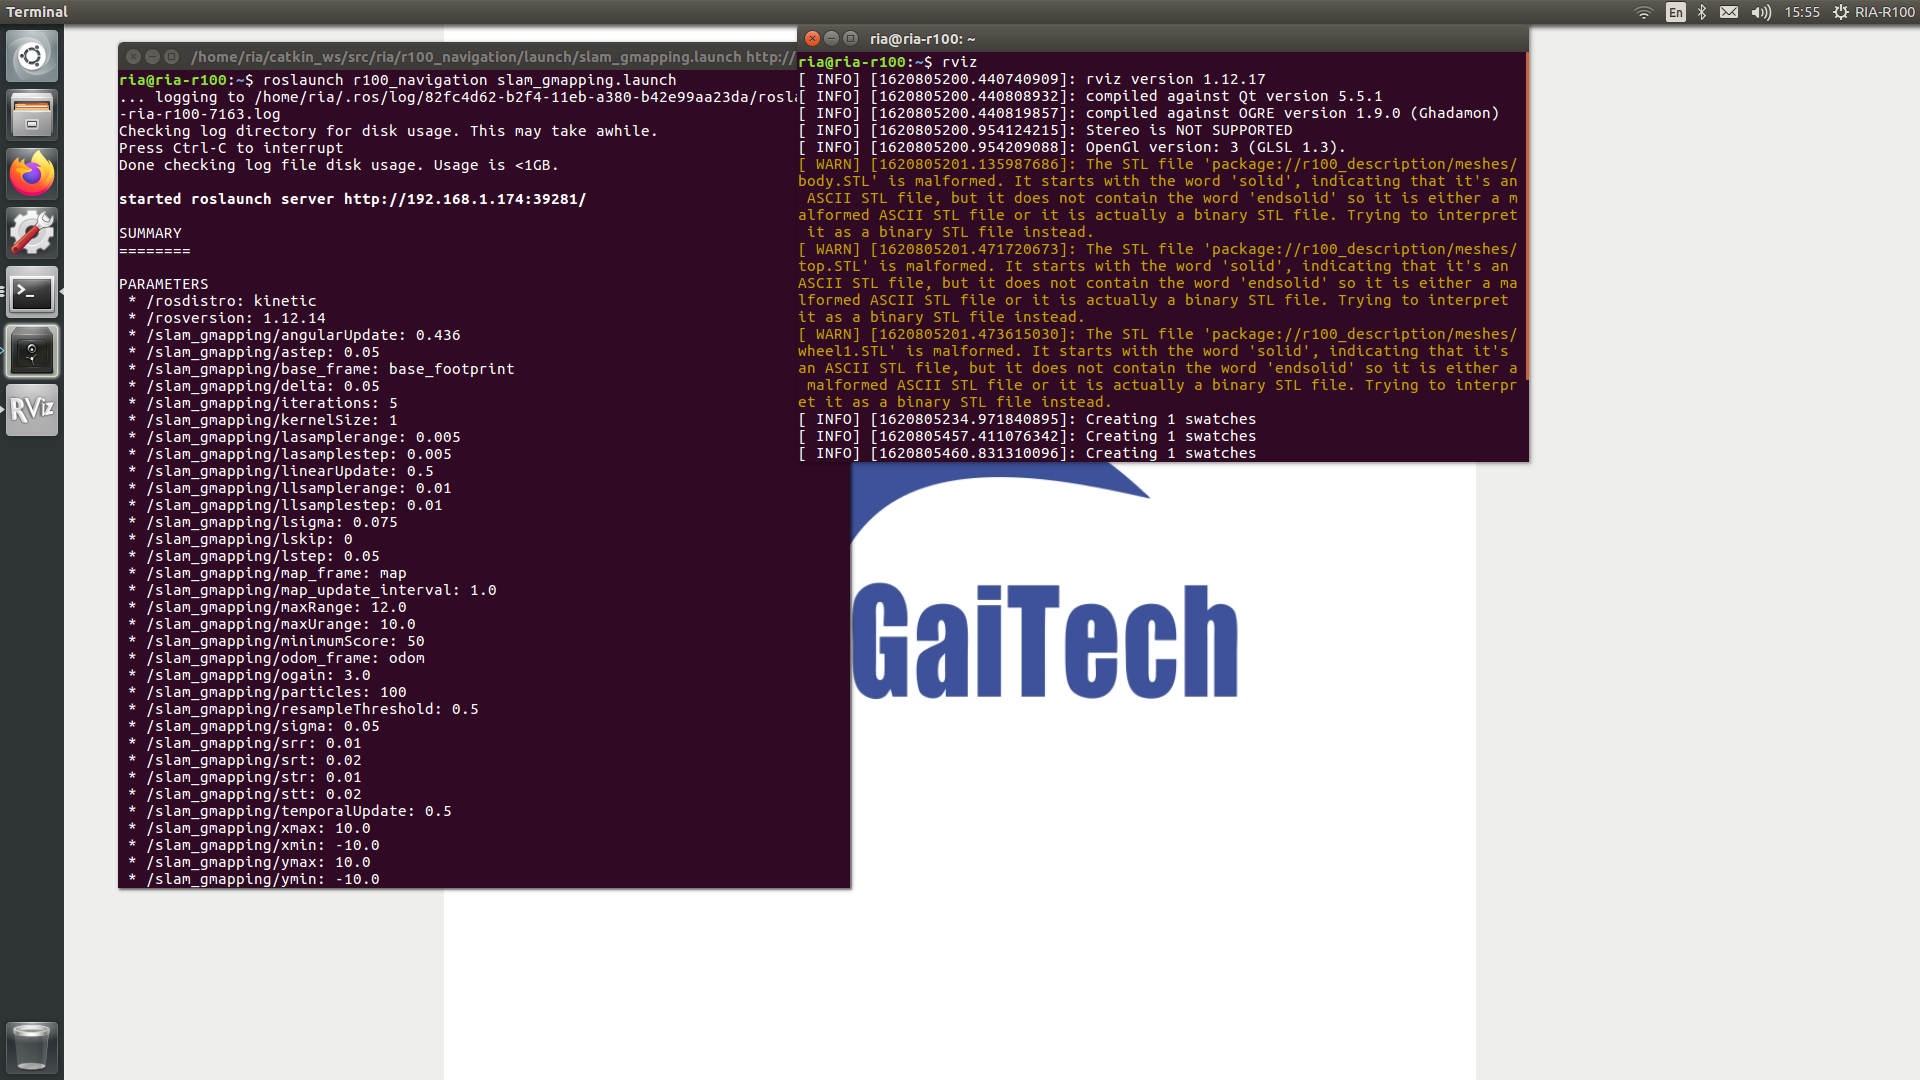 Terminal
En
15:55
RIA-R100
/home/ria/catkin_ws/src/ria/r100_navigation/launch/slam_gmapping.launch http://
ria@ria-r100:~$ roslaunch r100_navigation slam_gmapping.launch
... logging to /home/ria/.ros/log/82fc4d62-b2f4-11eb-a380-b42e99aa23da/rosla
-ria-r100-7163.log
Checking log directory for disk usage. This may take awhile.
Press Ctrl-C to interrupt
Done checking log file disk usage. Usage is <1GB.
started roslaunch server http://192.168.1.174:39281/
SUMMARY
========
PARAMETERS
* /rosdistro: kinetic
* /rosversion: 1.12.14
* /slam_gmapping/angularUpdate: 0.436
* /slam_gmapping/astep: 0.05
* /slam_gmapping/base_frame: base_footprint
* /slam_gmapping/delta: 0.05
* /slam_gmapping/iterations: 5
* /slam_gmapping/kernelSize: 1
* /slam_gmapping/lasamplerange: 0.005
* /slam_gmapping/lasamplestep: 0.005
* /slam_gmapping/linearUpdate: 0.5
* /slam_gmapping/llsamplerange: 0.01
* /slam_gmapping/llsamplestep: 0.01
* /slam_gmapping/lsigma: 0.075
* /slam_gmapping/lskip: 0
* /slam_gmapping/lstep: 0.05
* /slam_gmapping/map_frame: map
* /slam_gmapping/map_update_interval: 1.0
* /slam_gmapping/maxRange: 12.0
* /slam_gmapping/maxUrange: 10.0
* /slam_gmapping/minimumScore: 50
* /slam_gmapping/odom_frame: odom
* /slam_gmapping/ogain: 3.0
* /slam_gmapping/particles: 100
* /slam_gmapping/resampleThreshold: 0.5
* /slam_gmapping/sigma: 0.05
* /slam_gmapping/srr: 0.01
* /slam_gmapping/srt: 0.02
* /slam_gmapping/str: 0.01
* /slam_gmapping/stt: 0.02
* /slam_gmapping/temporalUpdate: 0.5
* /slam_gmapping/xmax: 10.0
* /slam_gmapping/xmin: -10.0
* /slam_gmapping/ymax: 10.0
* /slam_gmapping/ymin: -10.0
ria@ria-r100: ~
ria@ria-r100:~$ rviz
[ INFO] [1620805200.440740909]: rviz version 1.12.17
[ INFO] [1620805200.440808932]: compiled against Qt version 5.5.1
[ INFO] [1620805200.440819857]: compiled against OGRE version 1.9.0 (Ghadamon)
[ INFO] [1620805200.954124215]: Stereo is NOT SUPPORTED
[ INFO] [1620805200.954209088]: OpenGl version: 3 (GLSL 1.3).
[ WARN] [1620805201.135987686]: The STL file 'package://r100_description/meshes/
body.STL' is malformed. It starts with the word 'solid', indicating that it's an
ASCII STL file, but it does not contain the word 'endsolid' so it is either a m
alformed ASCII STL file or it is actually a binary STL file. Trying to interpret
it as a binary STL file instead.
[ WARN] [1620805201.471720673]: The STL file 'package://r100_description/meshes/
top.STL' is malformed. It starts with the word 'solid', indicating that it's an
ASCII STL file, but it does not contain the word 'endsolid' so it is either a ma
lformed ASCII STL file or it is actually a binary STL file. Trying to interpret
it as a binary STL file instead.
[ WARN] [1620805201.473615030]: The STL file 'package://r100_description/meshes/
wheel1.STL' is malformed. It starts with the word 'solid', indicating that it's
an ASCII STL file, but it does not contain the word 'endsolid' so it is either a
malformed ASCII STL file or it is actually a binary STL file. Trying to interpr
et it as a binary STL file instead.
[ INFO] [1620805234.971840895]: Creating 1 swatches
[ INFO] [1620805457.411076342]: Creating 1 swatches
[ INFO] [1620805460.831310096]: Creating 1 swatches
RViz
GaiTech